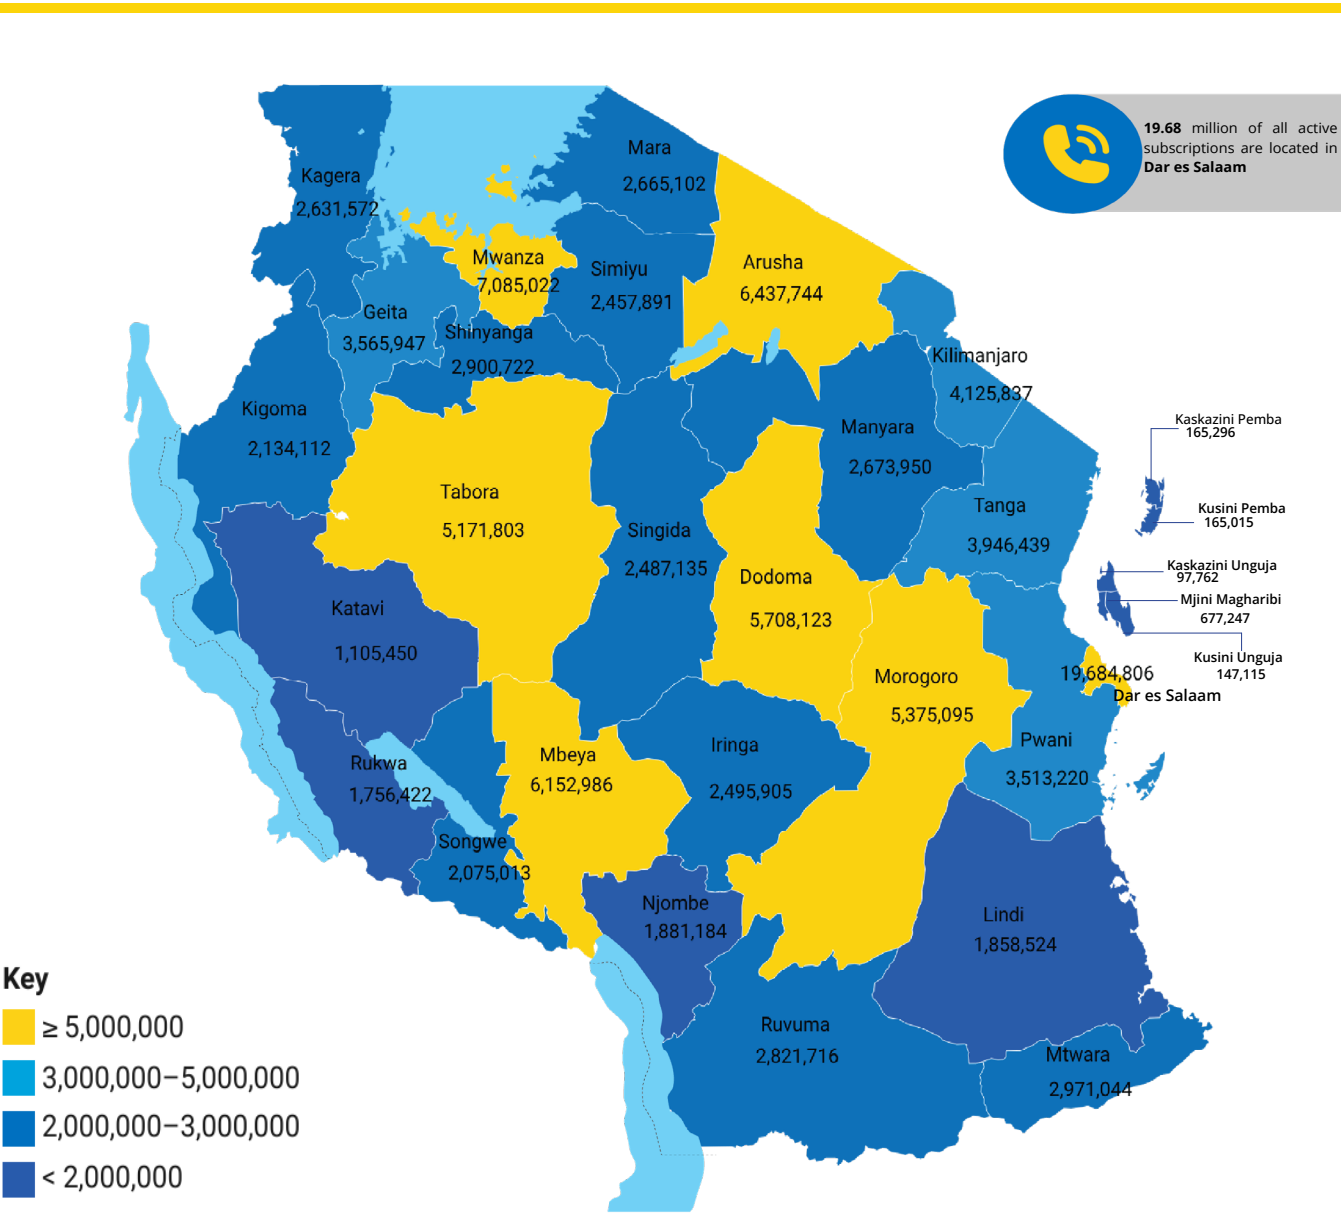 19.68 million of all active
subscriptions are located in
Dar es Salaam
Mara
2,665,102
Kagera
2,631,572
Mwanza
7,085,022
Simiyu
2,457,891
Arusha
6,437,744
Geita
3,565,947
Shinyanga
2,900,722
Kilimanjaro
4,125,837
Kigoma
2,134,112
Manyara
2,673,950
Kaskazini Pemba
165,296
Tabora
5,171,803
Singida
2,487,135
Tanga
3,946,439
Kusini Pemba
165,015
Dodoma
5,708,123
Kaskazini Unguja
97,762
Mjini Magharibi
677,247
Kusini Unguja
147,115
Katavi
1,105,450
Morogoro
5,375,095
19,684,806
Dar es Salaam
Pwani
3,513,220
Rukwa
1,756,422
Mbeya
6,152,986
Iringa
2,495,905
Songwe
2,075,013
Njombe
1,881,184
Lindi
1,858,524
Ruvuma
2,821,716
Mtwara
2,971,044
Key
≥ 5,000,000
3,000,000–5,000,000
2,000,000–3,000,000
< 2,000,000